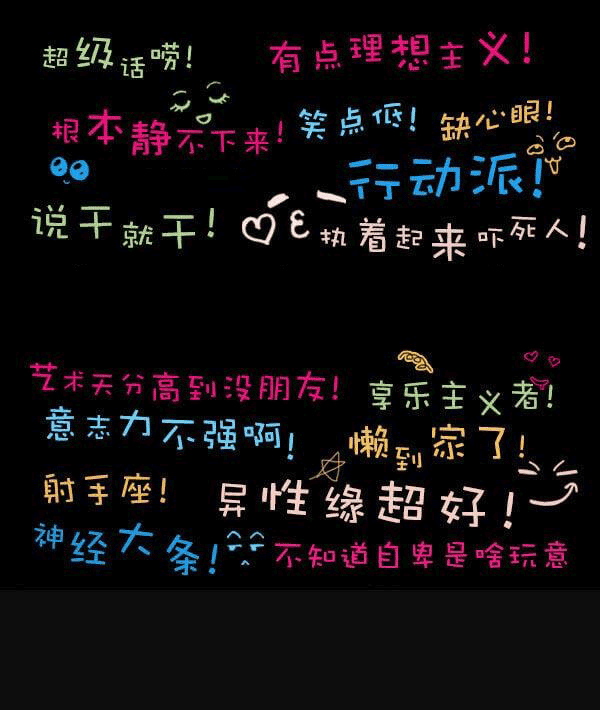 超级话唠！
有点理想主义！
根本静不下来！
笑点低！
缺心眼！
行动派！
说干就干！
执着起来吓死人！
艺术天分高到没朋友！
享乐主义者！
意志力不强啊！
懒到家了！
射手座！
异性缘超好！
神经大条！
不知道自卑是啥玩意